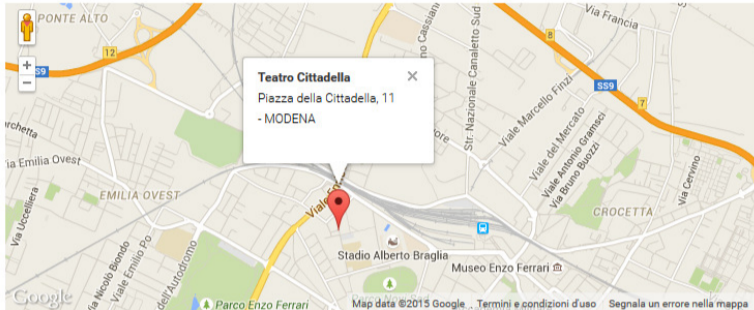 PONTE ALTO
12
SS9
Cassiano
Str. Nazionale Canaletto Sud
Via Francia
8
SS9
7
Teatro Cittadella
Piazza della Cittadella, 11
- MODENA
Viale Marcello Finzi
Viale del Mercato
Viale Antonio Gramsci
Via Bruno Buozzi
Via Cervino
Via Emilia Ovest
EMILIA OVEST
CROCETTA
Via Uccelliera
Via Nicolò Biondo
Viale Emilio Po
dell'Autodromo
Stadio Alberto Braglia
Museo Enzo Ferrari
Parco Enzo Ferrari
Google
Map data ©2015 Google
Termini e condizioni d'uso
Segnala un errore nella mappa